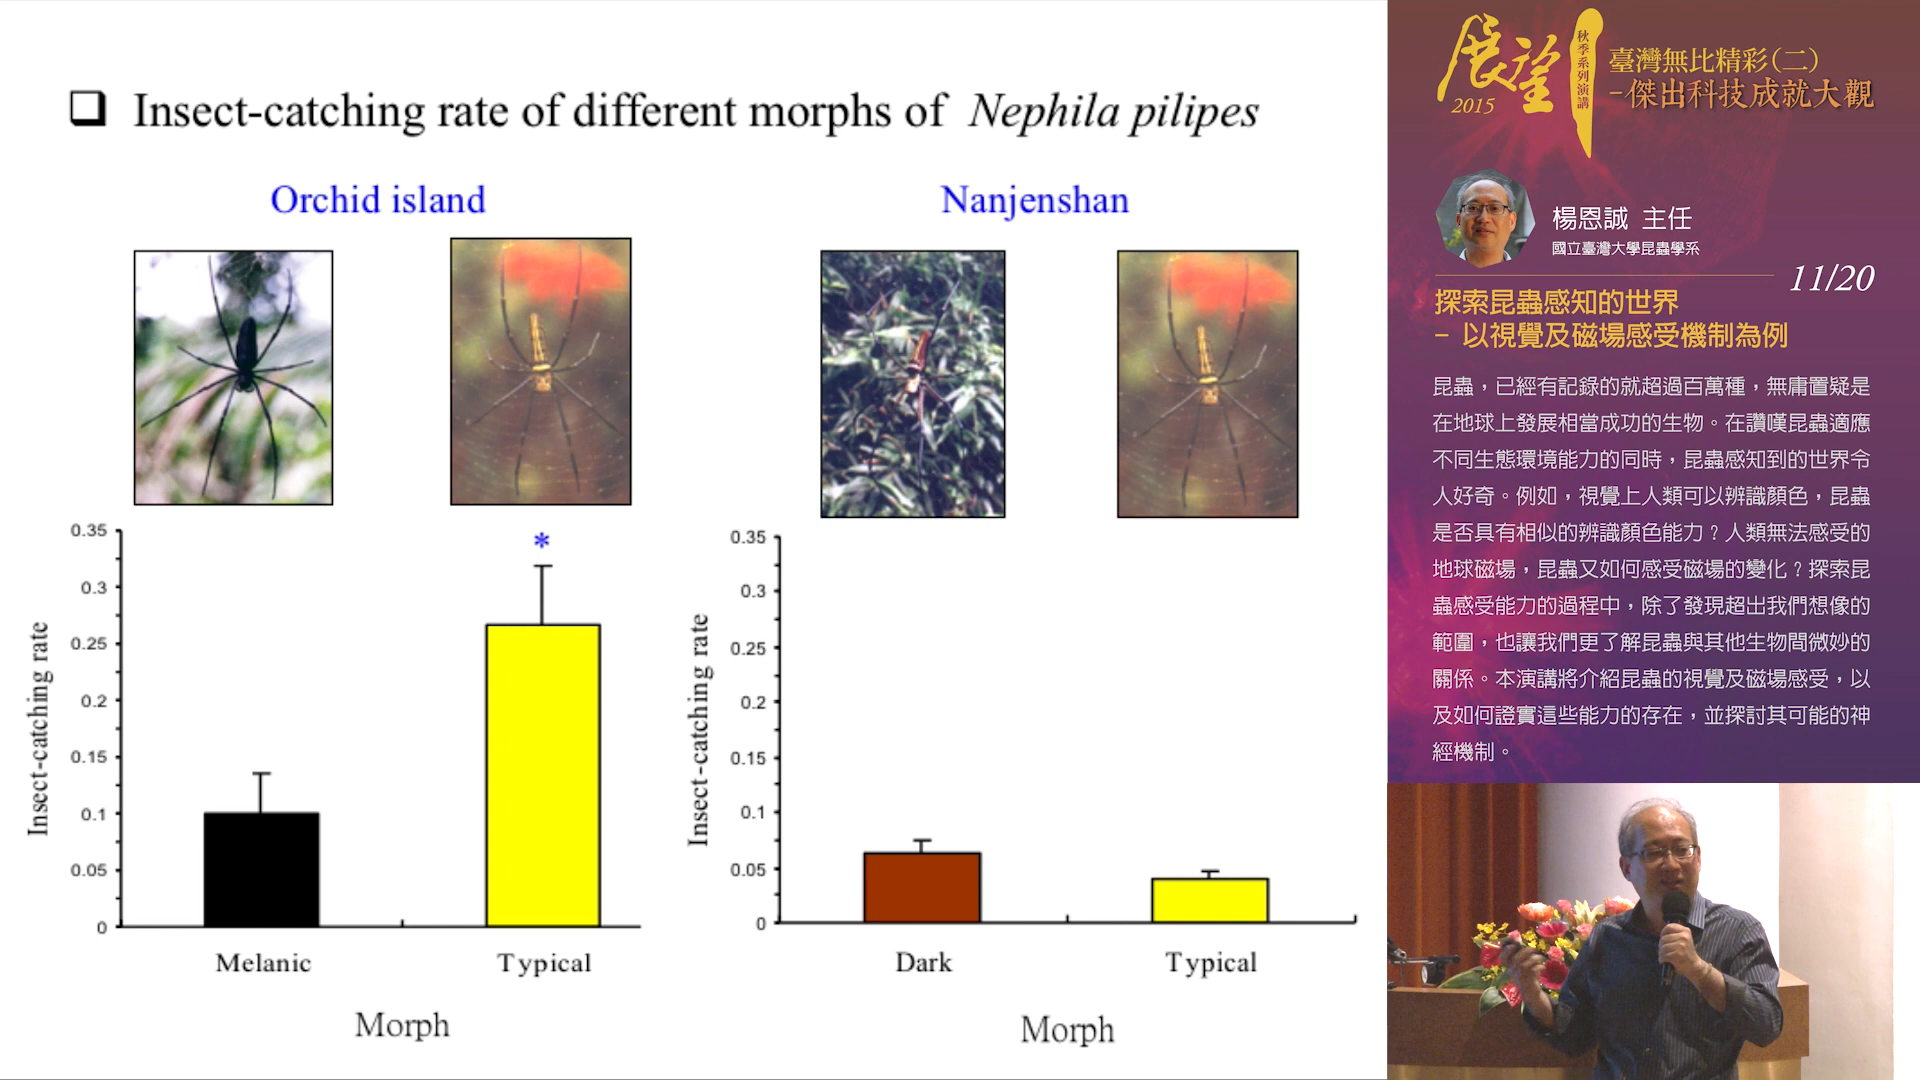 ❑ Insect-catching rate of different morphs of Nephila pilipes
Orchid island
Nanjenshan
0.35
0.3
0.25
0.2
0.15
0.1
0.05
0
Insect-catching rate
*
Melanic
Typical
Morph
0.35
0.3
0.25
0.2
0.15
0.1
0.05
0
Insect-catching rate
Dark
Typical
Morph
展望
2015
秋季系列演講
臺灣無比精彩(二)
-傑出科技成就大觀
楊恩誠 主任
國立臺灣大學昆蟲學系
11/20
探索昆蟲感知的世界
- 以視覺及磁場感受機制為例
昆蟲，已經有記錄的就超過百萬種，無庸置疑是
在地球上發展相當成功的生物。在讚嘆昆蟲適應
不同生態環境能力的同時，昆蟲感知到的世界令
人好奇。例如，視覺上人類可以辨識顏色，昆蟲
是否具有相似的辨識顏色能力？人類無法感受的
地球磁場，昆蟲又如何感受磁場的變化？探索昆
蟲感受能力的過程中，除了發現超出我們想像的
範圍，也讓我們更了解昆蟲與其他生物間微妙的
關係。本演講將介紹昆蟲的視覺及磁場感受，以
及如何證實這些能力的存在，並探討其可能的神
經機制。